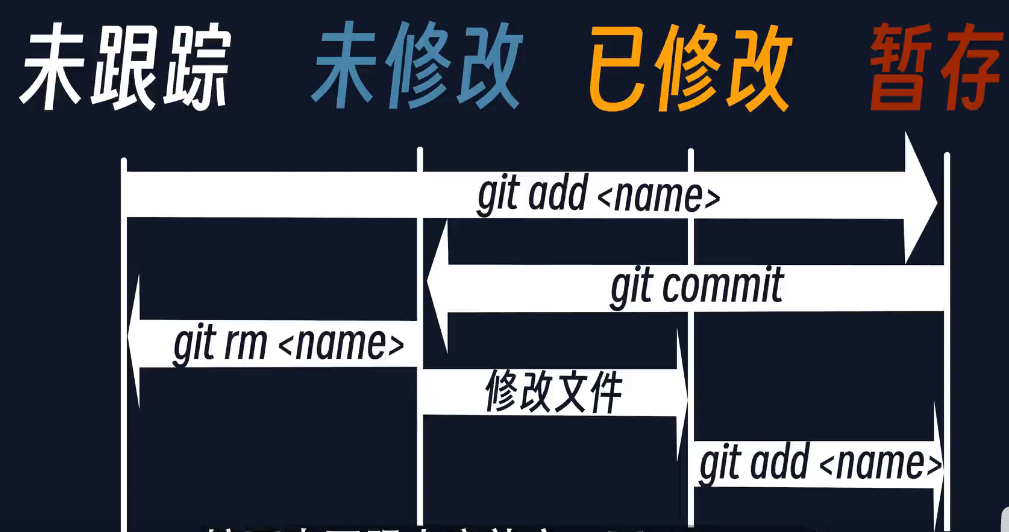 未跟踪 未修改 已修改 暂存
git add <name>
git commit
git rm <name>
修改文件
git add <name>